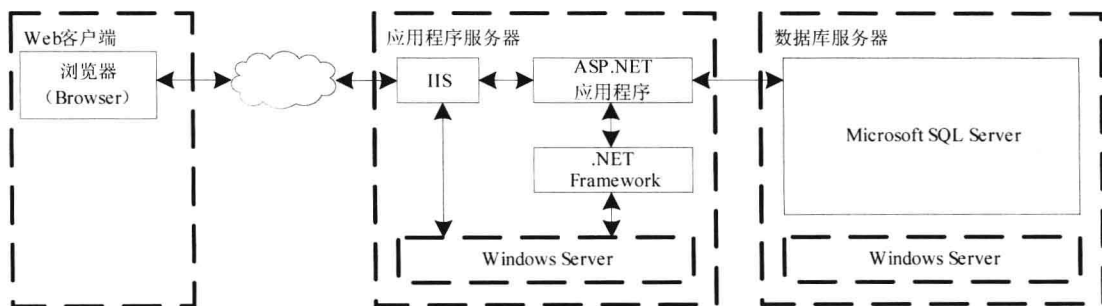 Web客户端
浏览器
（Browser）
应用程序服务器
IIS
ASP.NET
应用程序
.NET
Framework
Windows Server
数据库服务器
Microsoft SQL Server
Windows Server